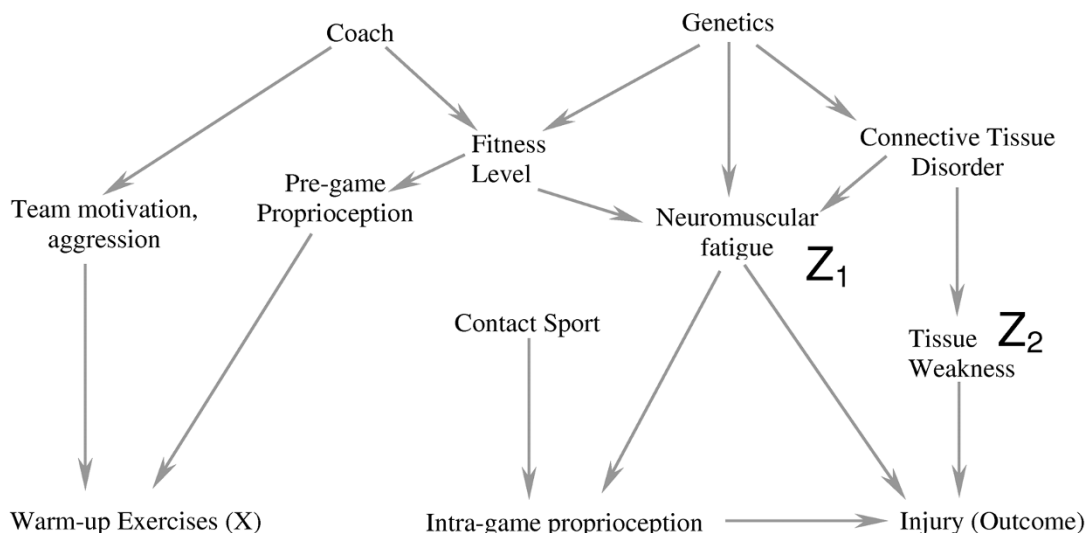 Coach
Genetics
Fitness
Level
Connective Tissue
Disorder
Pre-game
Proprioception
Team motivation,
aggression
Neuromuscular
fatigue
Z1
Contact Sport
Tissue
Weakness
Z2
Warm-up Exercises (X)
Intra-game proprioception
Injury (Outcome)